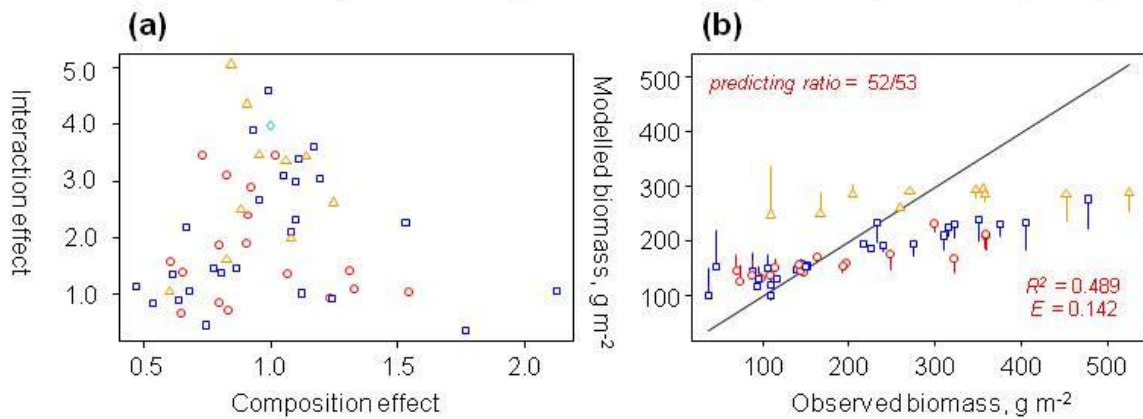 (a)
Interaction effect
5.0
4.0
3.0
2.0
1.0
0.5
1.0
1.5
2.0
Composition effect
(b)
Modelled biomass, g m-2
500
400
300
200
100
predicting ratio = 52/53
R² = 0.489
E = 0.142
100
200
300
400
500
Observed biomass, g m-2